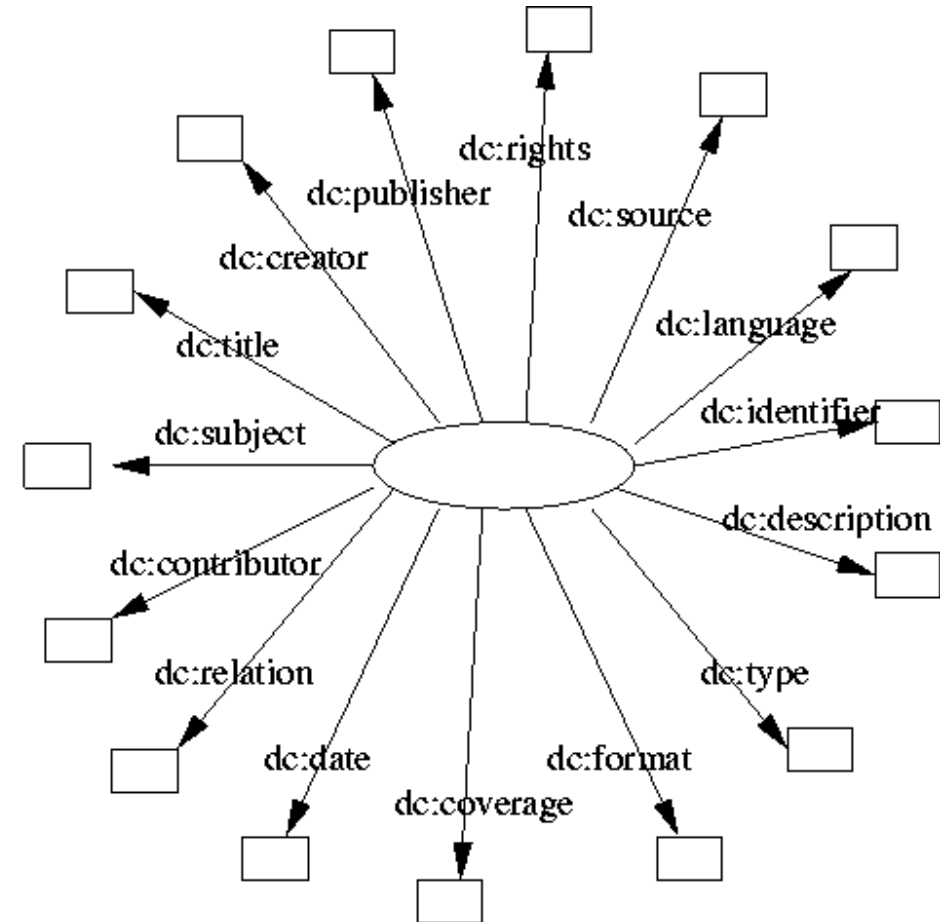 dc:rights
dc:publisher
dc:source
dc:creator
dc:language
dc:title
dc:identifier
dc:subject
dc:description
dc:contributor
dc:relation
dc:type
dc:date
dc:format
dc:coverage